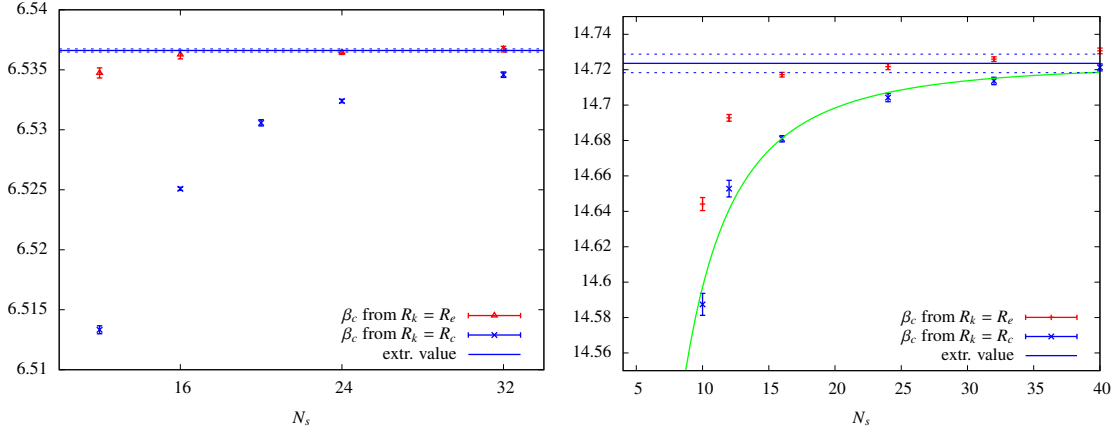 6.54
6.535
6.53
6.525
6.52
6.515
6.51
16
24
32
N_s
β_c from R_k = R_e
β_c from R_k = R_c
extr. value
14.74
14.72
14.7
14.68
14.66
14.64
14.62
14.6
14.58
14.56
5 10 15 20 25 30 35 40
N_s
β_c from R_k = R_e
β_c from R_k = R_c
extr. value